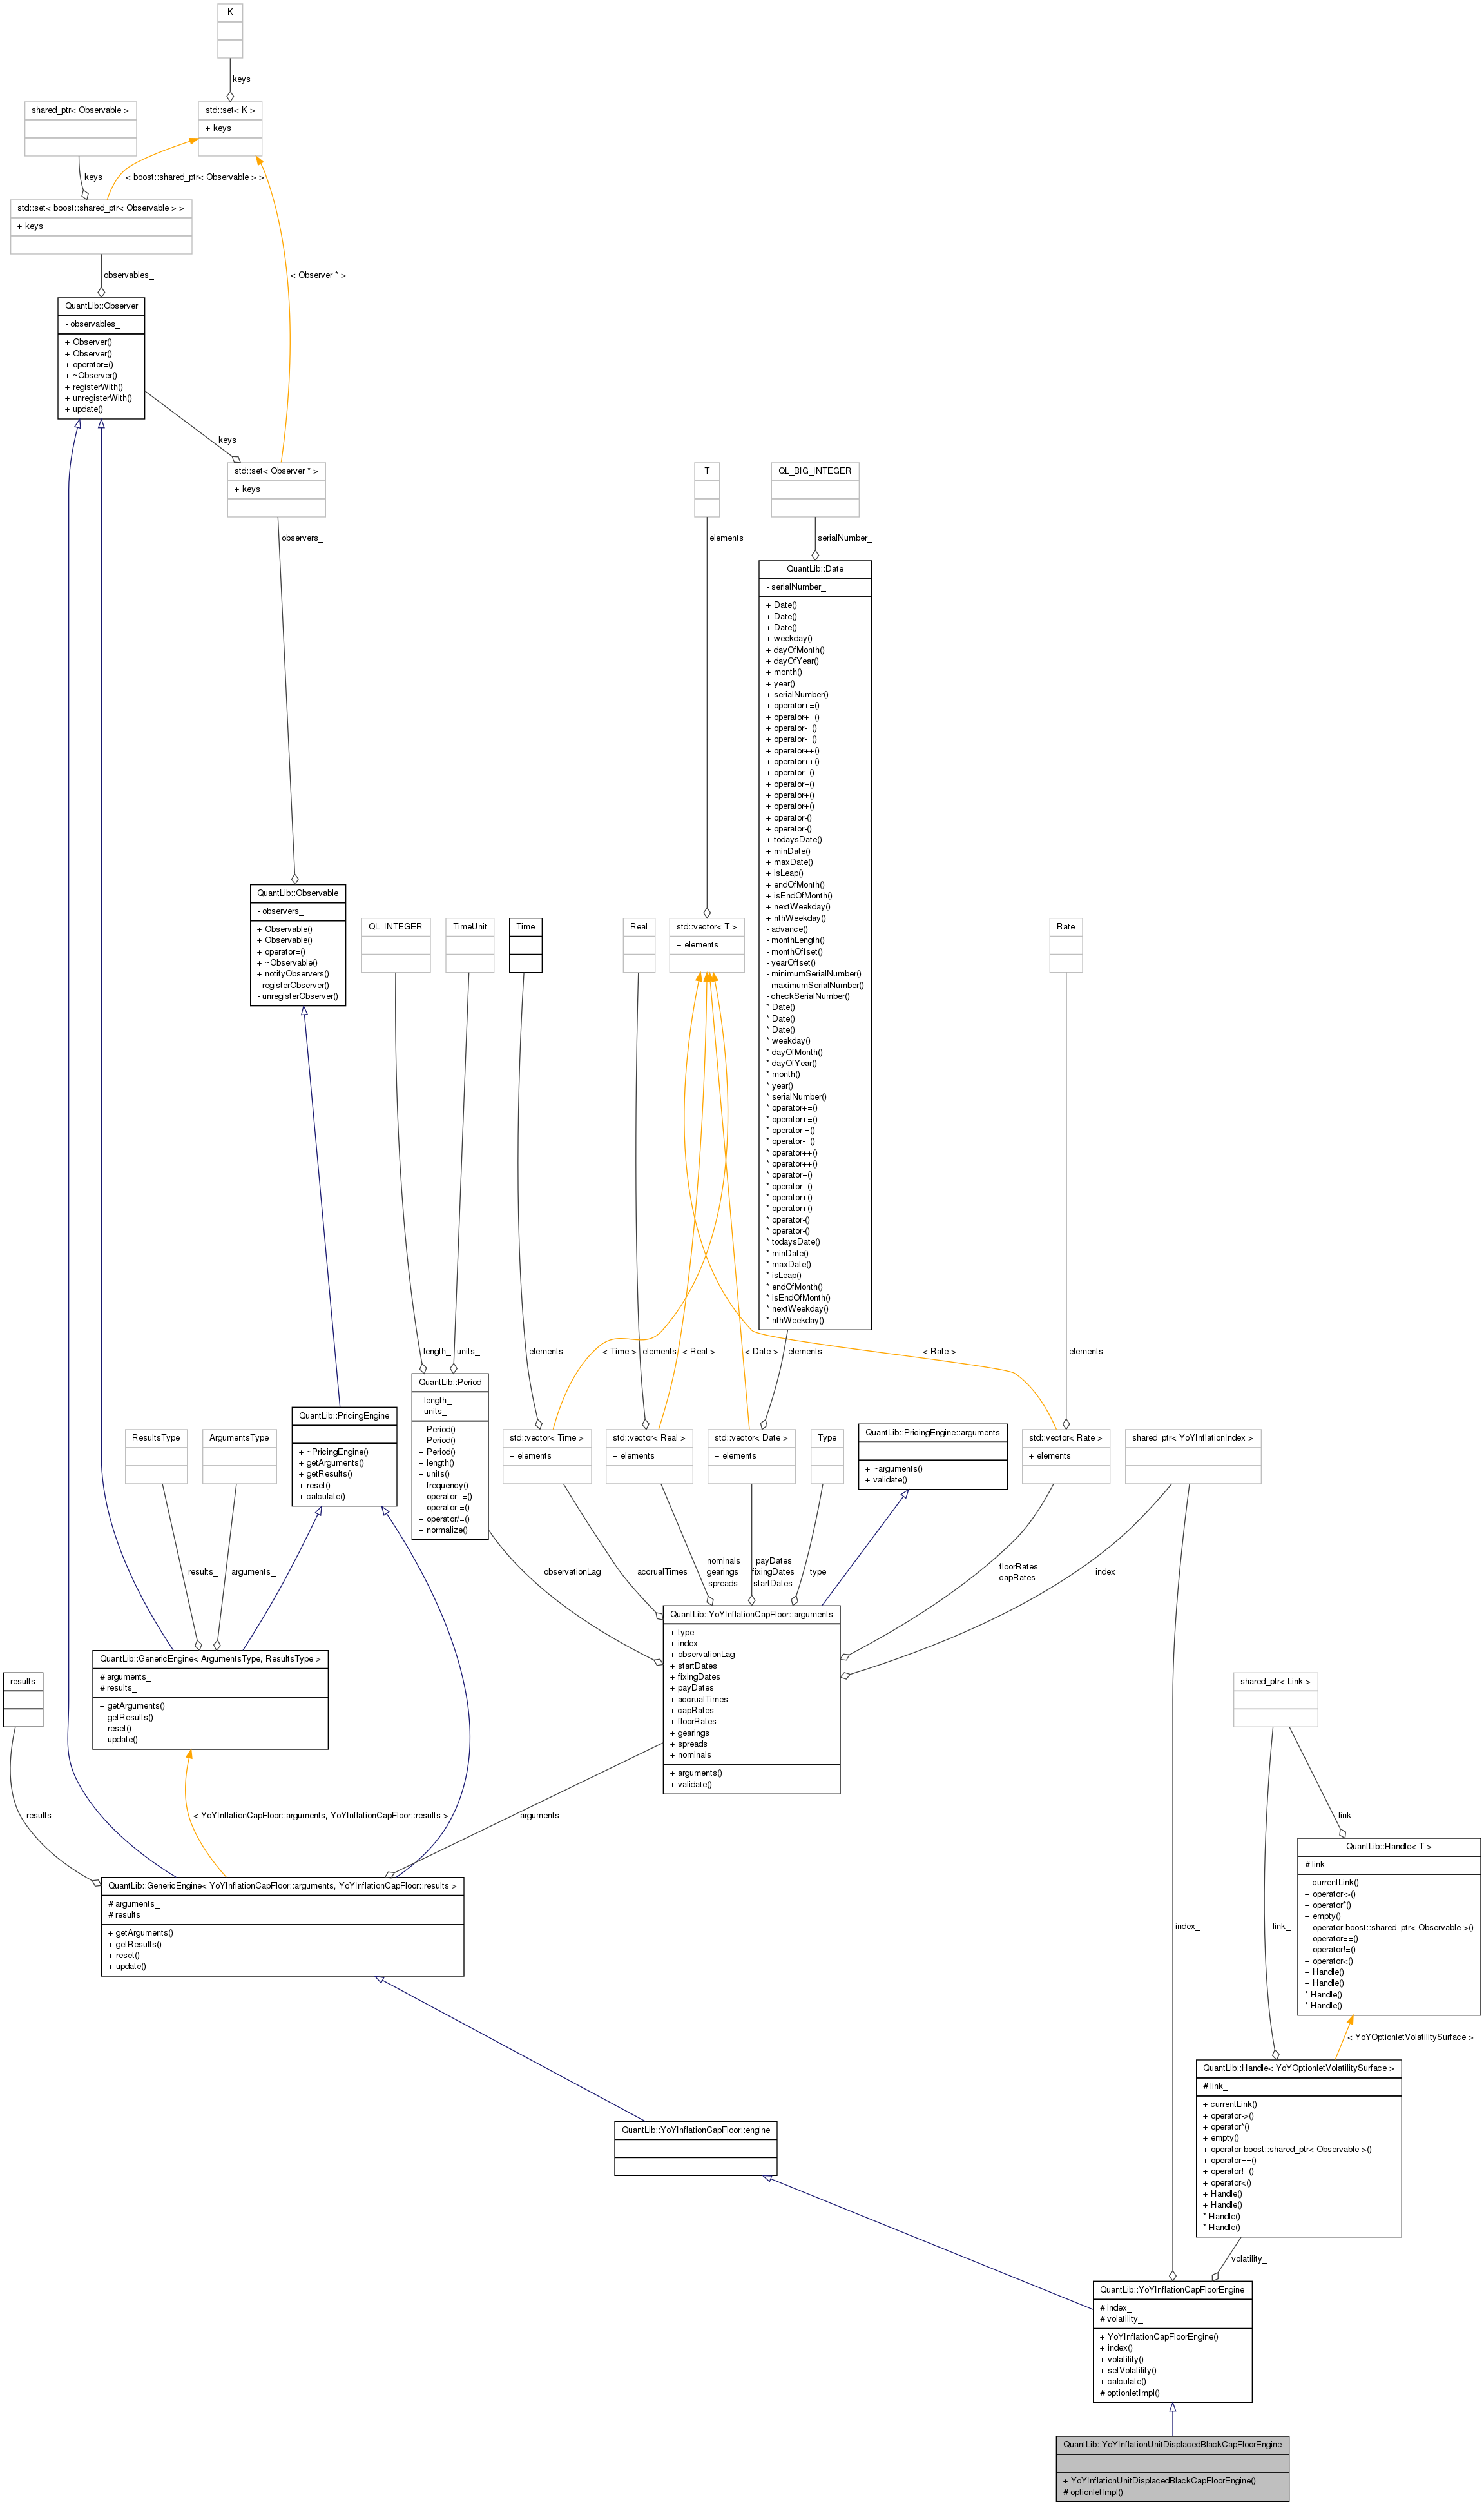 K
keys
shared_ptr< Observable >
std::set< K >
+ keys
keys
< boost::shared_ptr< Observable > >
std::set< boost::shared_ptr< Observable > >
+ keys
observables_
< Observer * >
QuantLib::Observer
- observables_
+ Observer()
+ Observer()
+ operator=()
+ ~Observer()
+ registerWith()
+ unregisterWith()
+ update()
keys
std::set< Observer * >
+ keys
observers_
T
elements
QL_BIG_INTEGER
serialNumber_
QuantLib::Date
- serialNumber_
+ Date()
+ Date()
+ Date()
+ weekday()
+ dayOfMonth()
+ dayOfYear()
+ month()
+ year()
+ serialNumber()
+ operator+=()
+ operator+=()
+ operator-=()
+ operator-=()
+ operator++()
+ operator++()
+ operator--()
+ operator--()
+ operator+()
+ operator+()
+ operator-()
+ operator-()
+ todaysDate()
+ minDate()
+ maxDate()
+ isLeap()
+ endOfMonth()
+ isEndOfMonth()
+ nextWeekday()
+ nthWeekday()
- advance()
- monthLength()
- monthOffset()
- yearOffset()
- minimumSerialNumber()
- maximumSerialNumber()
- checkSerialNumber()
* Date()
* Date()
* Date()
* weekday()
* dayOfMonth()
* dayOfYear()
* month()
* year()
* serialNumber()
* operator+=()
* operator+=()
* operator-=()
* operator-=()
* operator++()
* operator++()
* operator--()
* operator--()
* operator+()
* operator+()
* operator-()
* operator-()
* todaysDate()
* minDate()
* maxDate()
* isLeap()
* endOfMonth()
* isEndOfMonth()
* nextWeekday()
* nthWeekday()
QuantLib::Observable
- observers_
+ Observable()
+ Observable()
+ operator=()
+ ~Observable()
+ notifyObservers()
- registerObserver()
- unregisterObserver()
QL_INTEGER
TimeUnit
Time
Real
std::vector< T >
+ elements
Rate
length_
units_
elements
< Time >
elements
< Real >
< Date >
elements
< Rate >
elements
QuantLib::Period
- length_
- units_
+ Period()
+ Period()
+ Period()
+ length()
+ units()
+ frequency()
+ operator+=()
+ operator-=()
+ operator/=()
+ normalize()
QuantLib::PricingEngine
+ ~PricingEngine()
+ getArguments()
+ getResults()
+ reset()
+ calculate()
ResultsType
ArgumentsType
std::vector< Time >
+ elements
std::vector< Real >
+ elements
std::vector< Date >
+ elements
Type
QuantLib::PricingEngine::arguments
+ ~arguments()
+ validate()
std::vector< Rate >
+ elements
shared_ptr< YoYInflationIndex >
results_
arguments_
observationLag
accrualTimes
nominals
gearings
spreads
payDates
fixingDates
startDates
type
floorRates
capRates
index
QuantLib::YoYInflationCapFloor::arguments
+ type
+ index
+ observationLag
+ startDates
+ fixingDates
+ payDates
+ accrualTimes
+ capRates
+ floorRates
+ gearings
+ spreads
+ nominals
+ arguments()
+ validate()
QuantLib::GenericEngine< ArgumentsType, ResultsType >
# arguments_
# results_
+ getArguments()
+ getResults()
+ reset()
+ update()
results
shared_ptr< Link >
results_
< YoYInflationCapFloor::arguments, YoYInflationCapFloor::results >
arguments_
link_
QuantLib::Handle< T >
# link_
+ currentLink()
+ operator->()
+ operator*()
+ empty()
+ operator boost::shared_ptr< Observable >()
+ operator==()
+ operator!=()
+ operator<()
+ Handle()
+ Handle()
* Handle()
* Handle()
QuantLib::GenericEngine< YoYInflationCapFloor::arguments, YoYInflationCapFloor::results >
# arguments_
# results_
+ getArguments()
+ getResults()
+ reset()
+ update()
index_
link_
< YoYOptionletVolatilitySurface >
QuantLib::Handle< YoYOptionletVolatilitySurface >
# link_
+ currentLink()
+ operator->()
+ operator*()
+ empty()
+ operator boost::shared_ptr< Observable >()
+ operator==()
+ operator!=()
+ operator<()
+ Handle()
+ Handle()
* Handle()
* Handle()
QuantLib::YoYInflationCapFloor::engine
volatility_
QuantLib::YoYInflationCapFloorEngine
# index_
# volatility_
+ YoYInflationCapFloorEngine()
+ index()
+ volatility()
+ setVolatility()
+ calculate()
# optionletImpl()
QuantLib::YoYInflationUnitDisplacedBlackCapFloorEngine
+ YoYInflationUnitDisplacedBlackCapFloorEngine()
# optionletImpl()